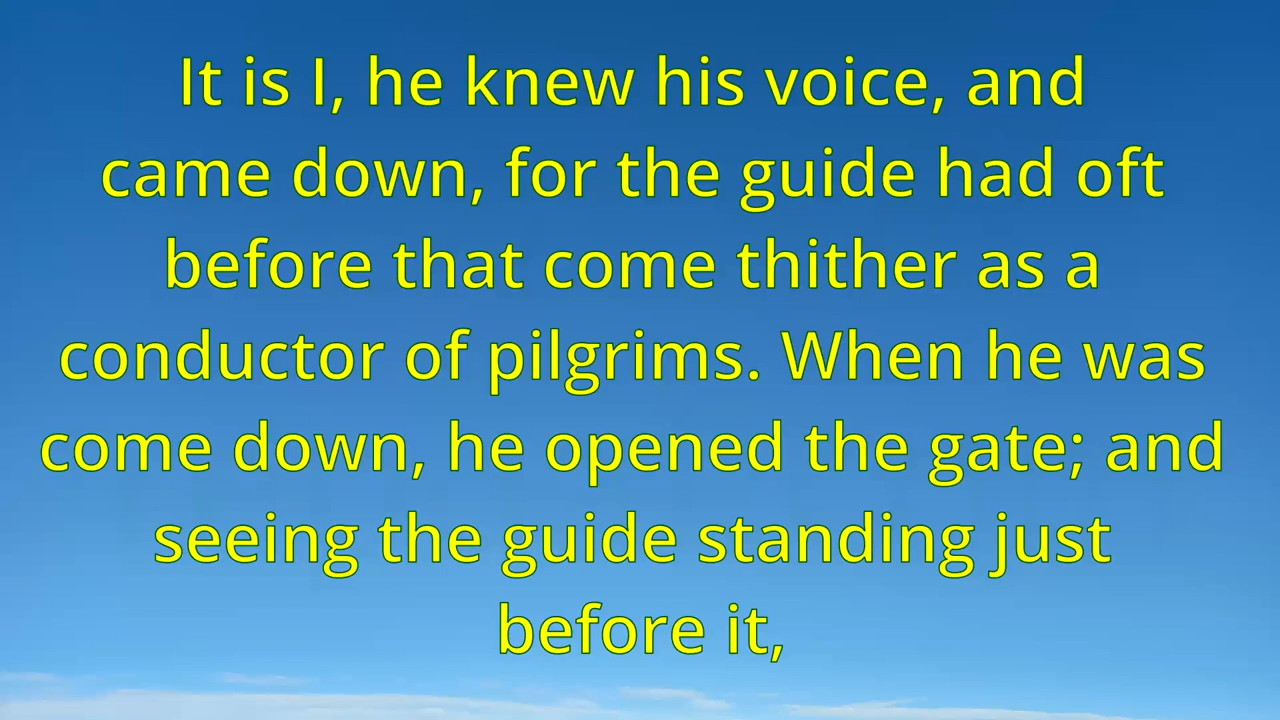 It is I, he knew his voice, and
came down, for the guide had oft
before that come thither as a
conductor of pilgrims. When he was
come down, he opened the gate; and
seeing the guide standing just
before it,